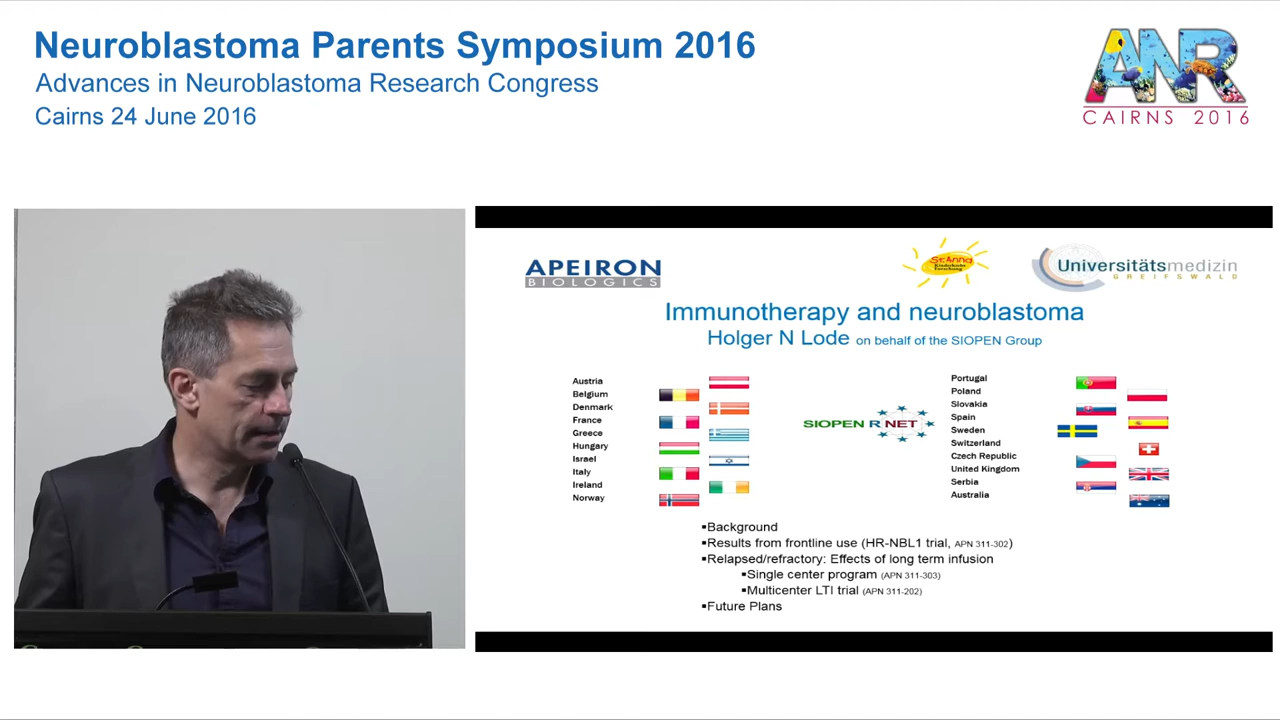 Neuroblastoma Parents Symposium 2016
Advances in Neuroblastoma Research Congress
Cairns 24 June 2016
ANR
CAIRNS 2016
APEIRON
BIOLOGICS
St. Anna
Kinderkrebs
Forschung
Universitätsmedizin
GREIFSWALD
Immunotherapy and neuroblastoma
Holger N Lode on behalf of the SIOPEN Group
Austria
Belgium
Denmark
France
Greece
Hungary
Israel
Italy
Ireland
Norway
SIOPEN R NET
Portugal
Poland
Slovakia
Spain
Sweden
Switzerland
Czech Republic
United Kingdom
Serbia
Australia
▪Background
▪Results from frontline use (HR-NBL1 trial, APN 311-302)
▪Relapsed/refractory: Effects of long term infusion
▪Single center program (APN 311-303)
▪Multicenter LTI trial (APN 311-202)
▪Future Plans